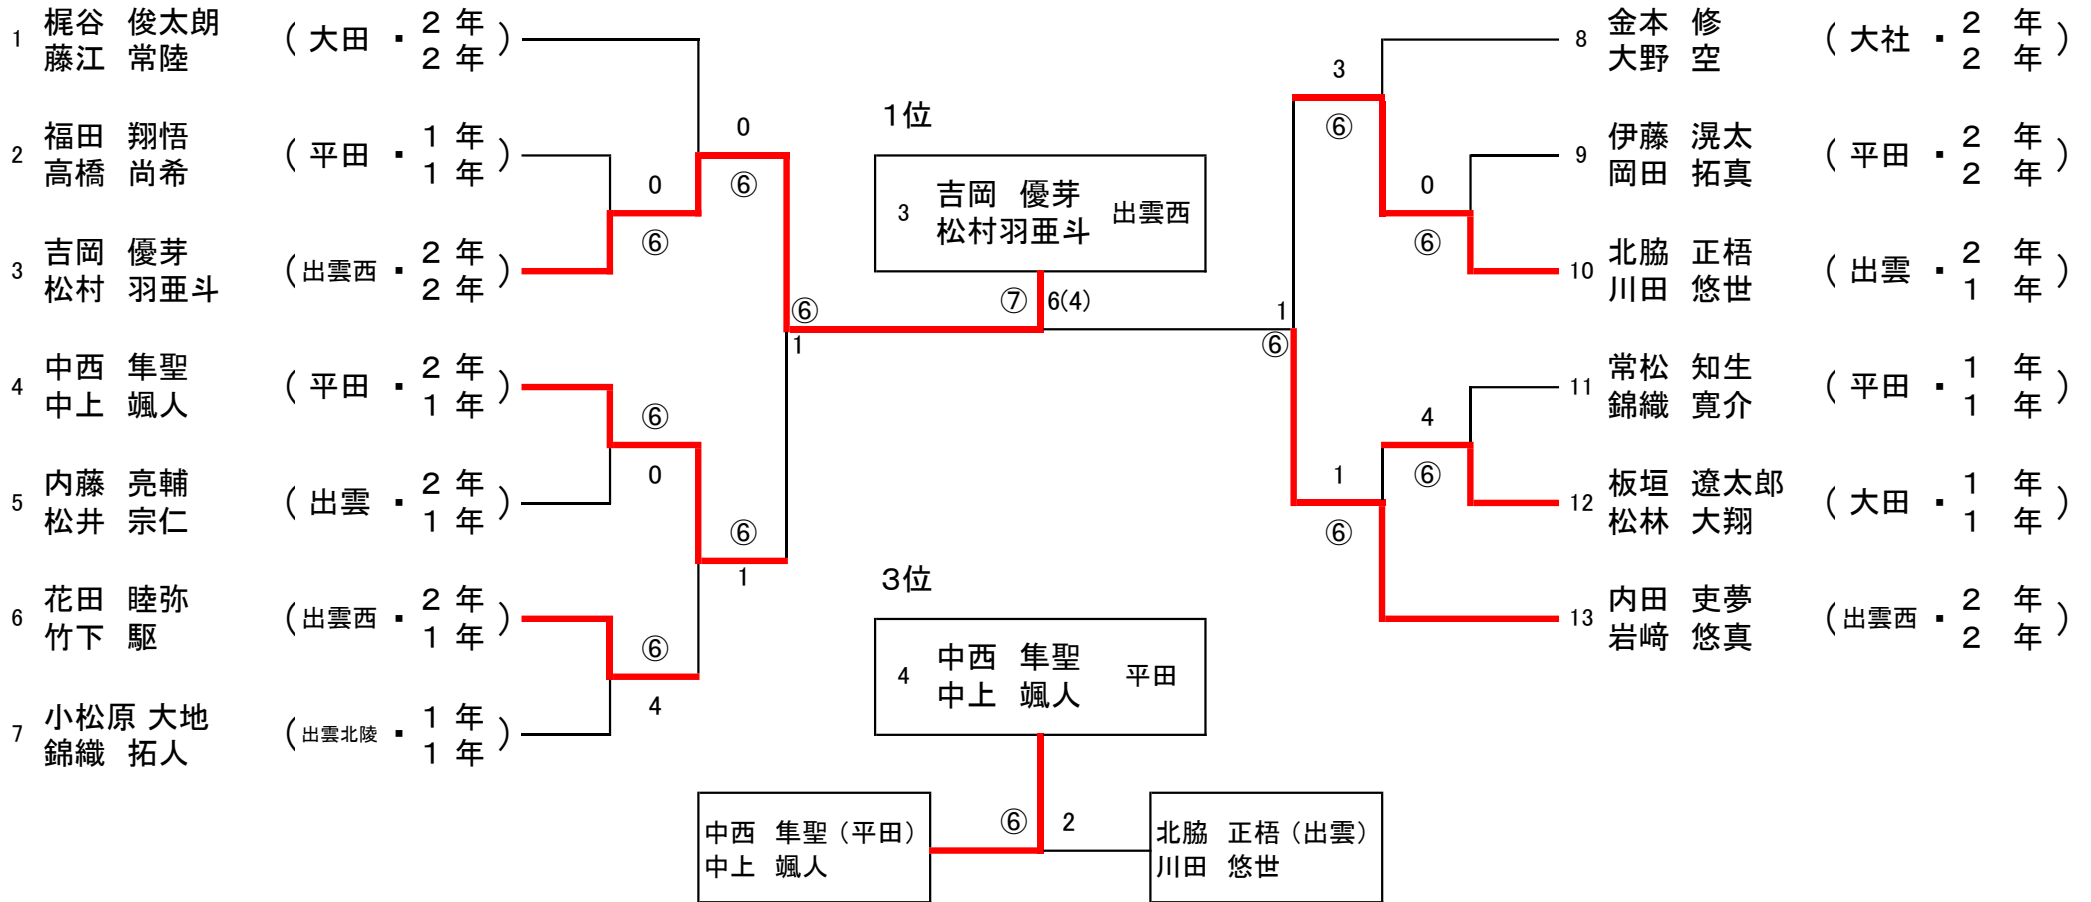 1 梶谷 俊太朗 藤江 常陸 ( 大田 ・ 2 年 2 年 )
2 福田 翔悟 高橋 尚希 ( 平田 ・ 1 年 1 年 )
3 吉岡 優芽 松村 羽亜斗 ( 出雲西 ・ 2 年 2 年 )
4 中西 隼聖 中上 颯人 ( 平田 ・ 2 年 1 年 )
5 内藤 亮輔 松井 宗仁 ( 出雲 ・ 2 年 1 年 )
6 花田 睦弥 竹下 駆 ( 出雲西 ・ 2 年 1 年 )
7 小松原 大地 錦織 拓人 ( 出雲北陵 ・ 1 年 1 年 )
0
⑥
⑥
0
⑥
4
0
⑥
⑥
1
⑥
1
1位
3 吉岡 優芽 松村羽亜斗 出雲西
⑦ 6(4)
3位
4 中西 隼聖 中上 颯人 平田
⑥ 2
中西 隼聖（平田）
中上 颯人
北脇 正梧（出雲）
川田 悠世
1
⑥
3
⑥
1
⑥
0
⑥
4
⑥
8 金本 修 大野 空 ( 大社 ・ 2 年 2 年 )
9 伊藤 滉太 岡田 拓真 ( 平田 ・ 2 年 2 年 )
10 北脇 正梧 川田 悠世 ( 出雲 ・ 2 年 1 年 )
11 常松 知生 錦織 寛介 ( 平田 ・ 1 年 1 年 )
12 板垣 遼太郎 松林 大翔 ( 大田 ・ 1 年 1 年 )
13 内田 吏夢 岩﨑 悠真 ( 出雲西 ・ 2 年 2 年 )